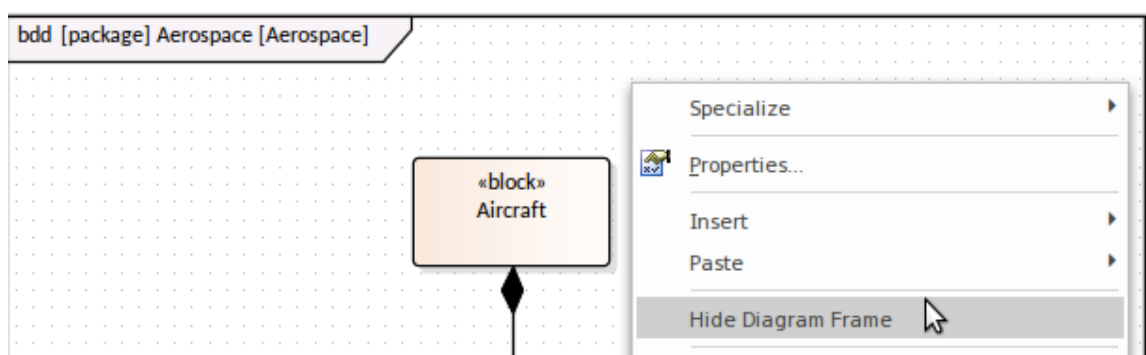 bdd [package] Aerospace [Aerospace]
«block»
Aircraft
Specialize
Properties...
Insert
Paste
Hide Diagram Frame